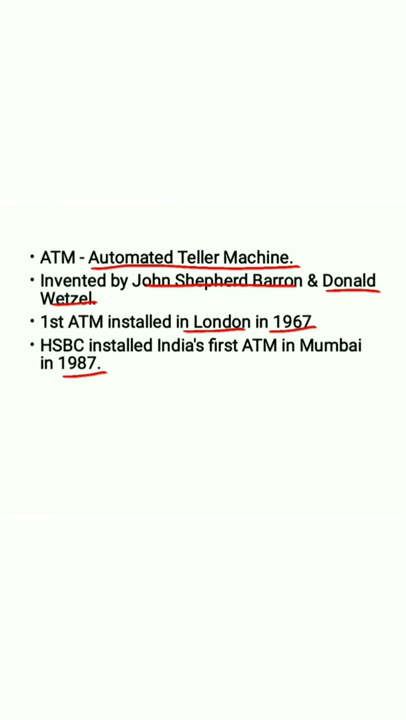 • ATM - Automated Teller Machine.
• Invented by John Shepherd Barron & Donald
Wetzel.
• 1st ATM installed in London in 1967
• HSBC installed India's first ATM in Mumbai
in 1987.